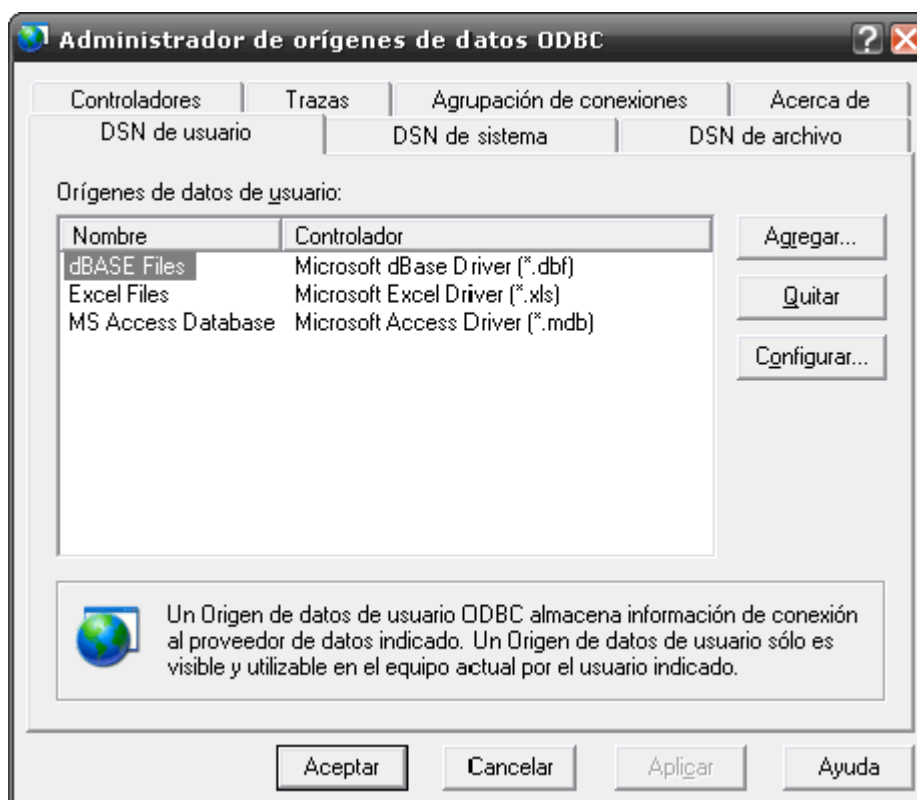 Administrador de orígenes de datos ODBC
Controladores Trazas Agrupación de conexiones Acerca de
DSN de usuario DSN de sistema DSN de archivo
Orígenes de datos de usuario:
Nombre Controlador
dBASE Files Microsoft dBase Driver (*.dbf)
Excel Files Microsoft Excel Driver (*.xls)
MS Access Database Microsoft Access Driver (*.mdb)
Agregar...
Quitar
Configurar...
Un Origen de datos de usuario ODBC almacena información de conexión
al proveedor de datos indicado. Un Origen de datos de usuario sólo es
visible y utilizable en el equipo actual por el usuario indicado.
Aceptar Cancelar Aplicar Ayuda